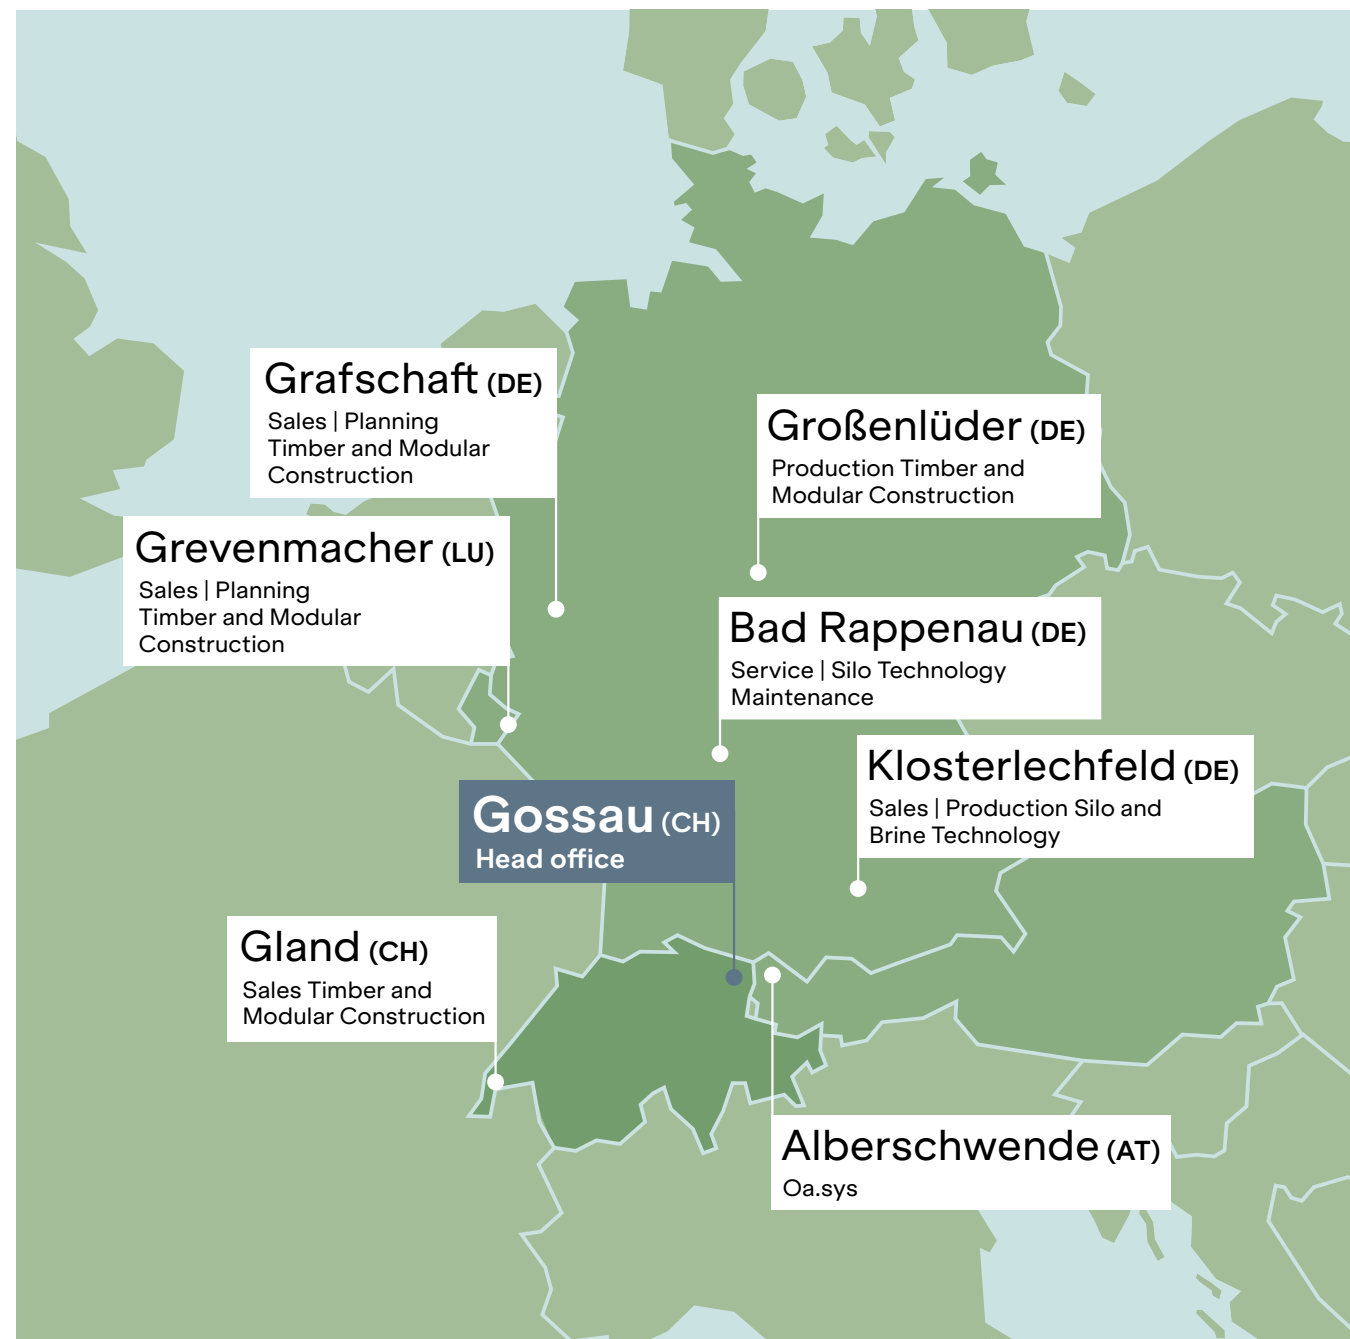 Grafschaft (DE)
Sales | Planning
Timber and Modular
Construction
Großenlüder (DE)
Production Timber and
Modular Construction
Grevenmacher (LU)
Sales | Planning
Timber and Modular
Construction
Bad Rappenau (DE)
Service | Silo Technology
Maintenance
Klosterlechfeld (DE)
Sales | Production Silo and
Brine Technology
Gossau (CH)
Head office
Gland (CH)
Sales Timber and
Modular Construction
Alberschwende (AT)
Oa.sys